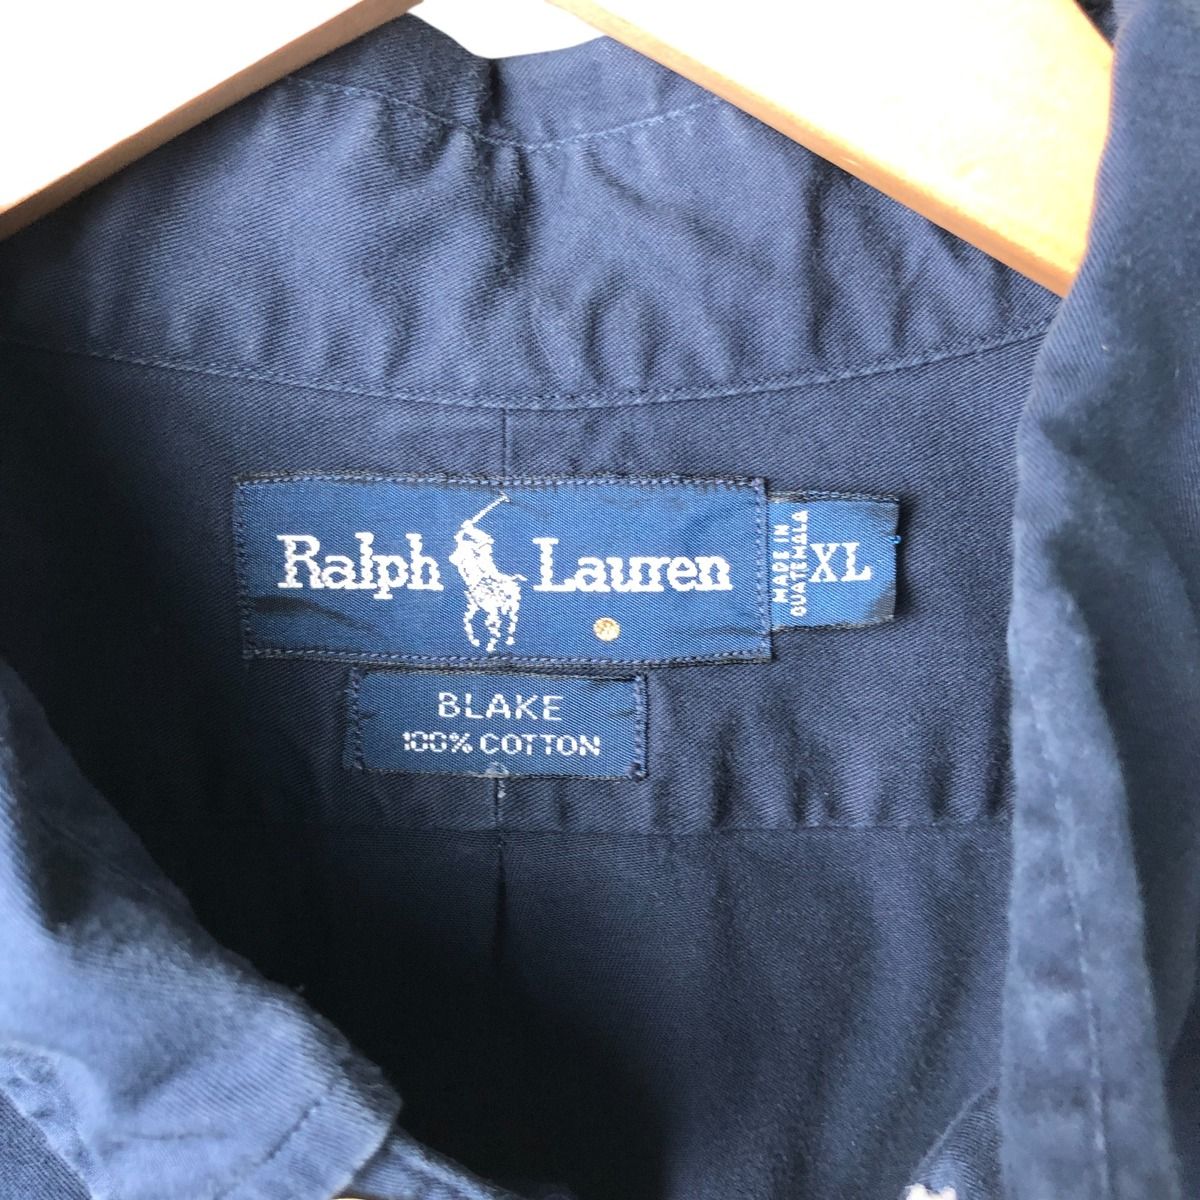 Ralph Lauren
MADE IN
GUATEMALA
XL
BLAKE
100% COTTON